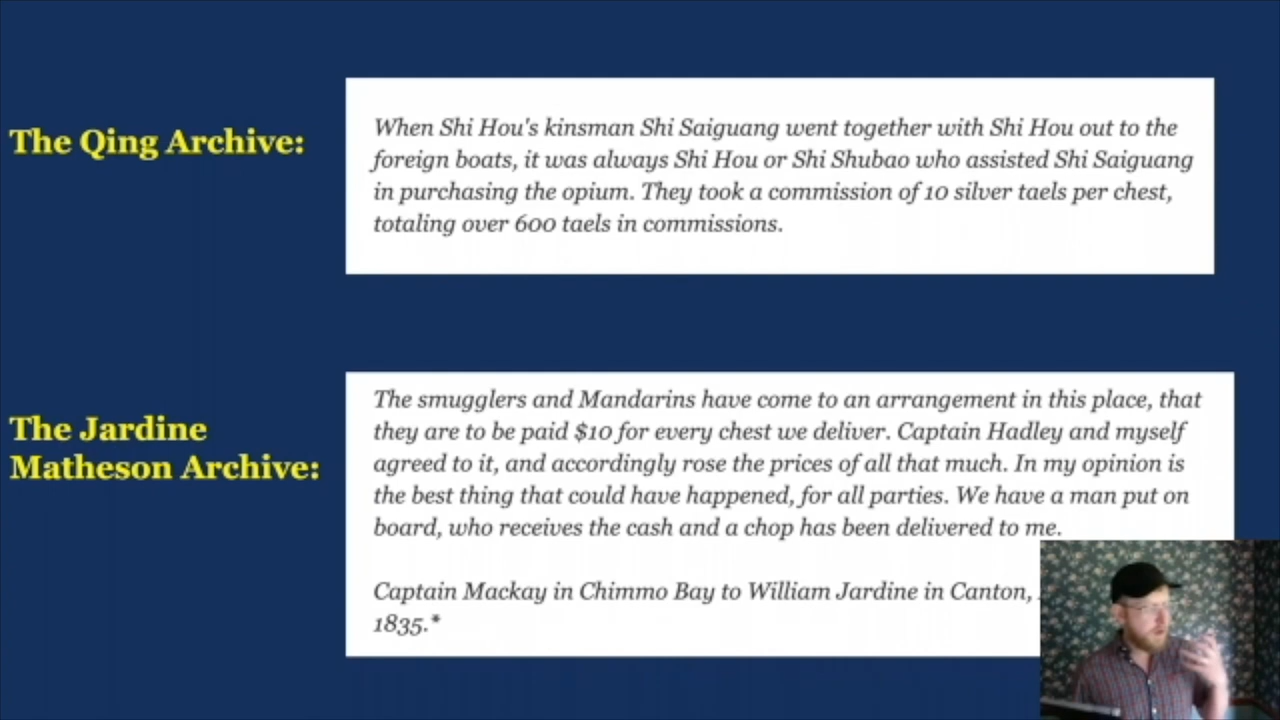 The Qing Archive:
When Shi Hou's kinsman Shi Saiguang went together with Shi Hou out to the
foreign boats, it was always Shi Hou or Shi Shubao who assisted Shi Saiguang
in purchasing the opium. They took a commission of 10 silver taels per chest,
totaling over 600 taels in commissions.
The Jardine
Matheson Archive:
The smugglers and Mandarins have come to an arrangement in this place, that
they are to be paid $10 for every chest we deliver. Captain Hadley and myself
agreed to it, and accordingly rose the prices of all that much. In my opinion is
the best thing that could have happened, for all parties. We have a man put on
board, who receives the cash and a chop has been delivered to me.
Captain Mackay in Chimmo Bay to William Jardine in Canton,
1835.*